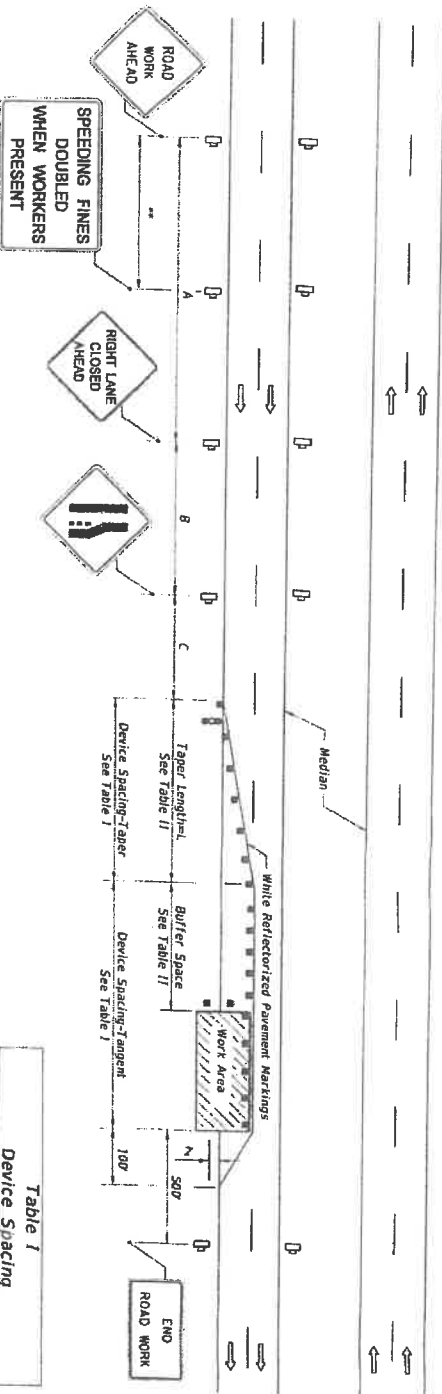 ROAD
WORK
AHEAD
SPEEDING FINES
DOUBLED
WHEN WORKERS
PRESENT
**
A
RIGHT LANE
CLOSED
AHEAD
B
C
Taper Length=L
See Table II
Device Spacing-Taper
See Table I
Buffer Space
See Table II
Device Spacing-Tangent
See Table I
Median
White Reflectorized Pavement Markings
Work Area
2'
100'
500'
END
ROAD WORK
Table I
Device Spacing